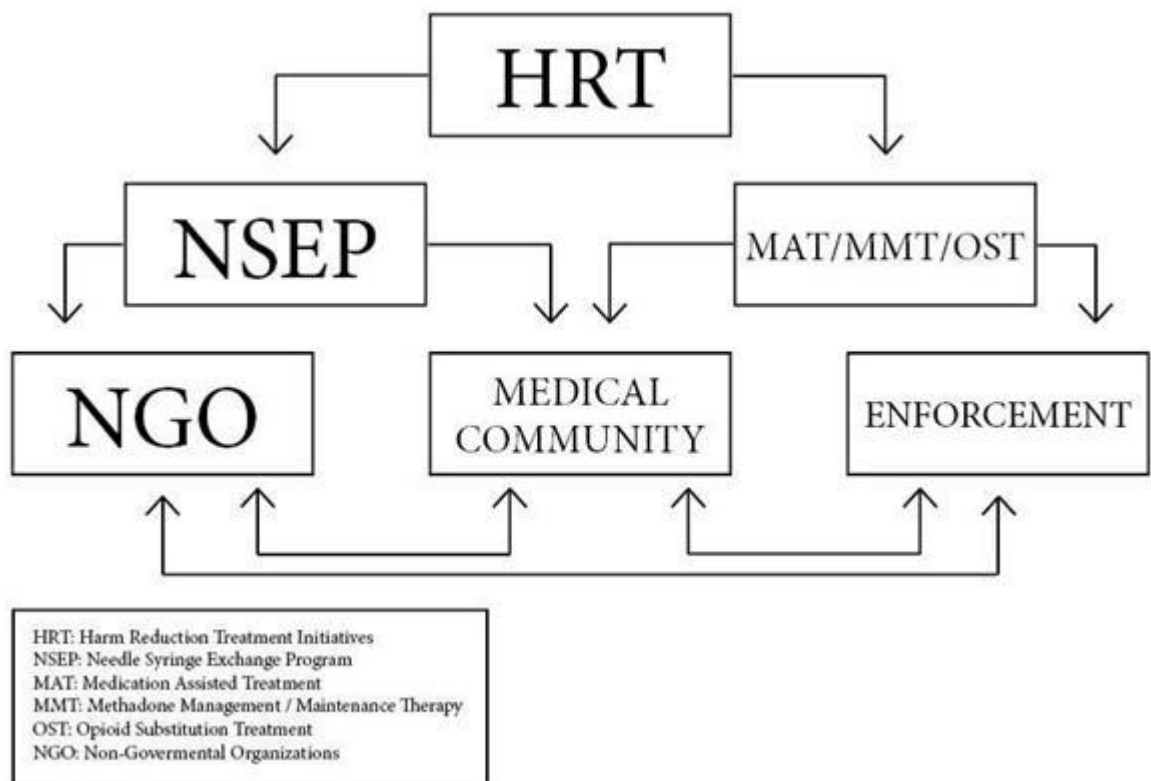 HRT
NSEP
MAT/MMT/OST
NGO
MEDICAL
COMMUNITY
ENFORCEMENT
HRT: Harm Reduction Treatment Initiatives
NSEP: Needle Syringe Exchange Program
MAT: Medication Assisted Treatment
MMT: Methadone Management / Maintenance Therapy
OST: Opioid Substitution Treatment
NGO: Non-Govermental Organizations